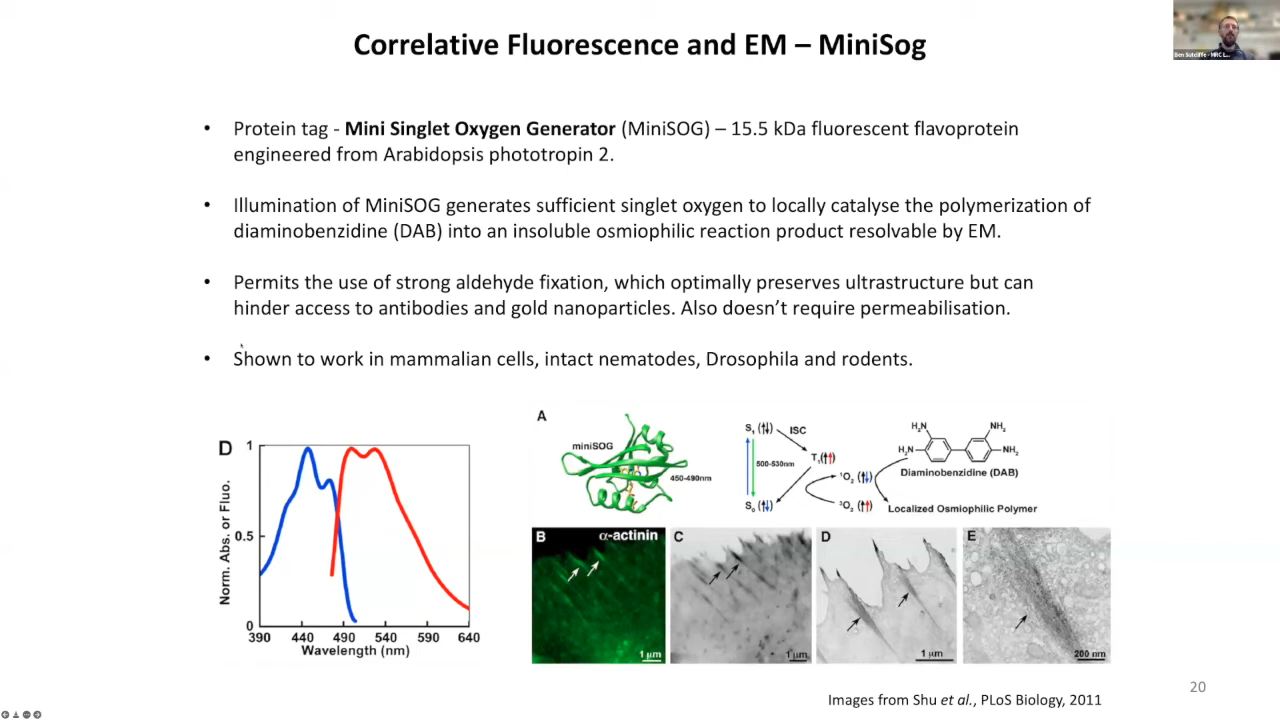 Correlative Fluorescence and EM – MiniSog
Ben Sutcliffe - MRC L...
• Protein tag - Mini Singlet Oxygen Generator (MiniSOG) – 15.5 kDa fluorescent flavoprotein
engineered from Arabidopsis phototropin 2.
• Illumination of MiniSOG generates sufficient singlet oxygen to locally catalyse the polymerization of
diaminobenzidine (DAB) into an insoluble osmiophilic reaction product resolvable by EM.
• Permits the use of strong aldehyde fixation, which optimally preserves ultrastructure but can
hinder access to antibodies and gold nanoparticles. Also doesn’t require permeabilisation.
• Shown to work in mammalian cells, intact nematodes, Drosophila and rodents.
D
Norm. Abs. or Fluo.
1
0.5
0
390 440 490 540 590 640
Wavelength (nm)
A
miniSOG
450-490nm
S₁ (⇅)
ISC
500-530nm
T₁(⇈)
S₀ (⇅)
¹O₂ (⇅)
³O₂ (⇈)
H₂N NH₂
H₂N NH₂
Diaminobenzidine (DAB)
Localized Osmiophilic Polymer
B α-actinin
1 µm
C
1 µm
D
1 µm
E
200 nm
Images from Shu et al., PLoS Biology, 2011
20